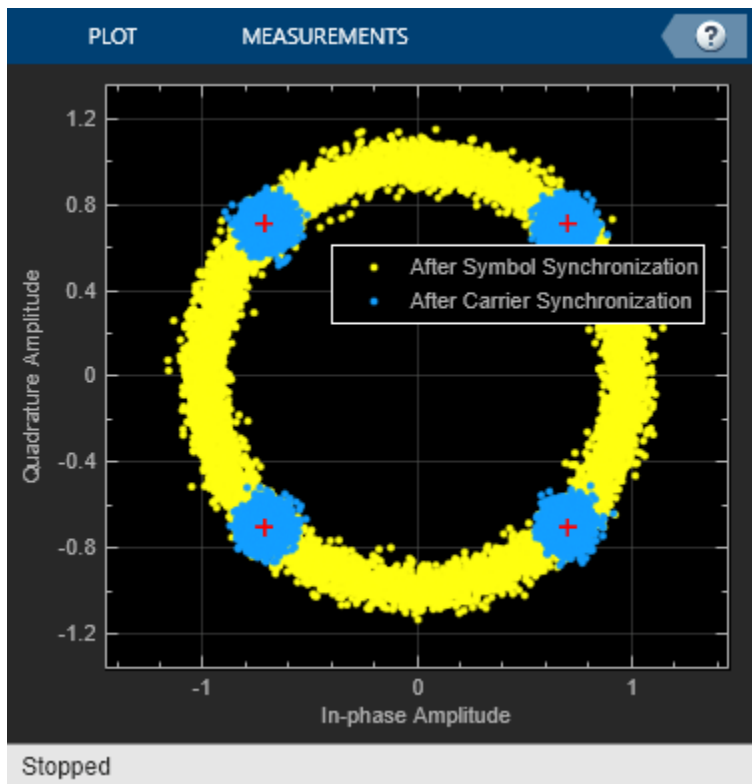 PLOT MEASUREMENTS ?
1.2
0.8
After Symbol Synchronization
0.4
After Carrier Synchronization
0
-0.4
-0.8
-1.2
Quadrature Amplitude
-1 0 1
In-phase Amplitude
Stopped